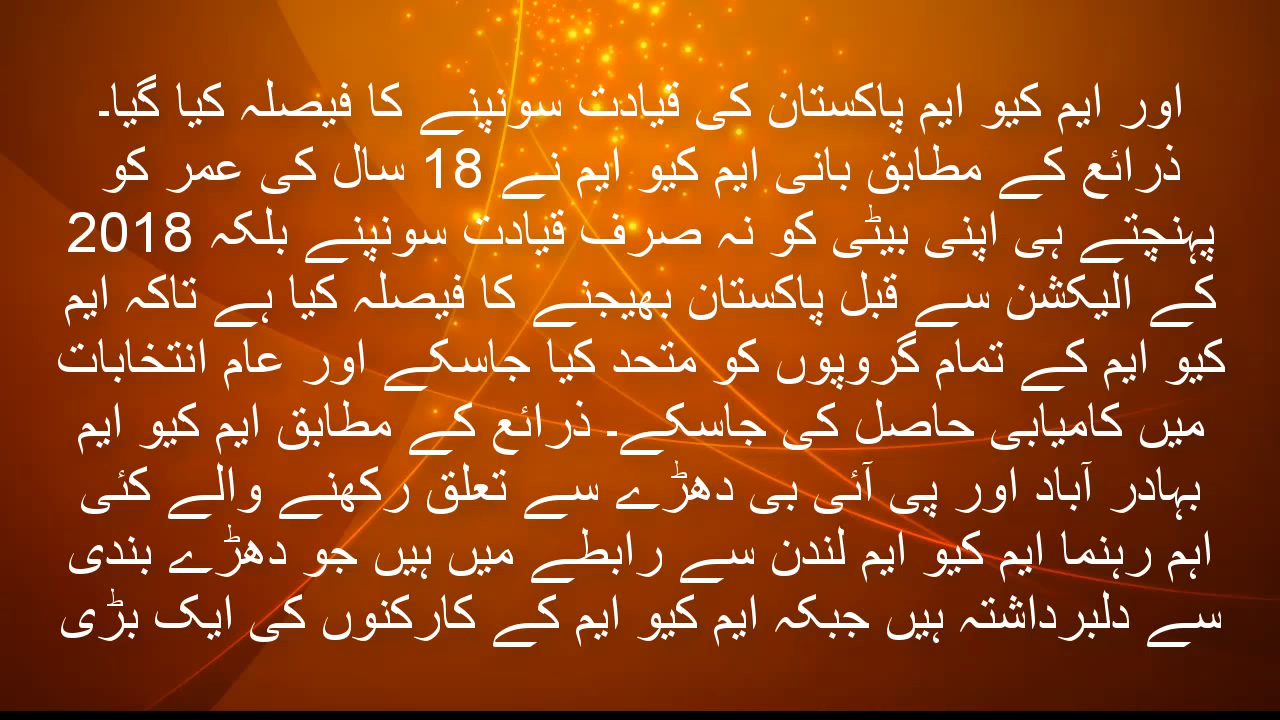 اور ایم کیو ایم پاکستان کی قیادت سونپنے کا فیصلہ کیا گیا۔
ذرائع کے مطابق بانی ایم کیو ایم نے 18 سال کی عمر کو
پہنچتے ہی اپنی بیٹی کو نہ صرف قیادت سونپنے بلکہ 2018
کے الیکشن سے قبل پاکستان بھیجنے کا فیصلہ کیا ہے تاکہ ایم
کیو ایم کے تمام گروپوں کو متحد کیا جاسکے اور عام انتخابات
میں کامیابی حاصل کی جاسکے۔ ذرائع کے مطابق ایم کیو ایم
بہادر آباد اور پی آئی بی دھڑے سے تعلق رکھنے والے کئی
اہم رہنما ایم کیو ایم لندن سے رابطے میں ہیں جو دھڑے بندی
سے دلبرداشتہ ہیں جبکہ ایم کیو ایم کے کارکنوں کی ایک بڑی